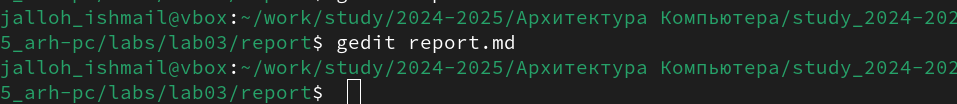 jalloh_ishmail@vbox:~/work/study/2024-2025/Архитектура Компьютера/study_2024-202
5_arh-pc/labs/lab03/report$ gedit report.md
jalloh_ishmail@vbox:~/work/study/2024-2025/Архитектура Компьютера/study_2024-202
5_arh-pc/labs/lab03/report$